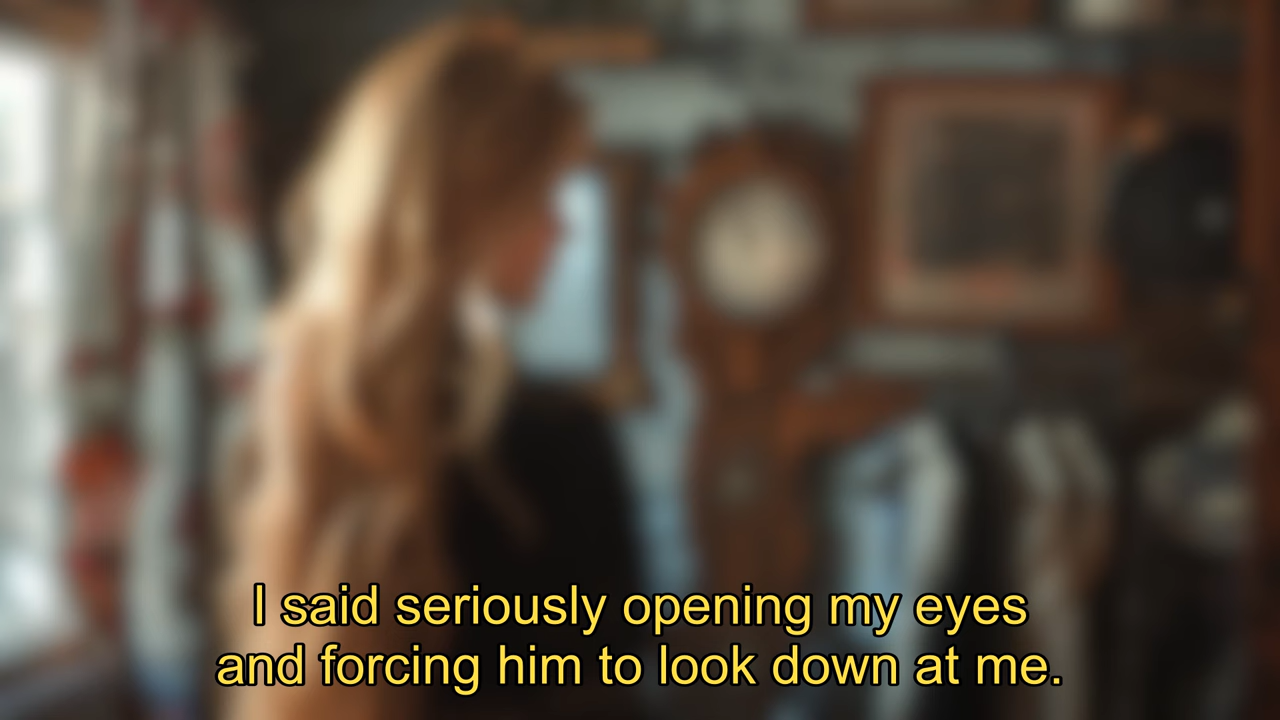 I said seriously opening my eyes
and forcing him to look down at me.